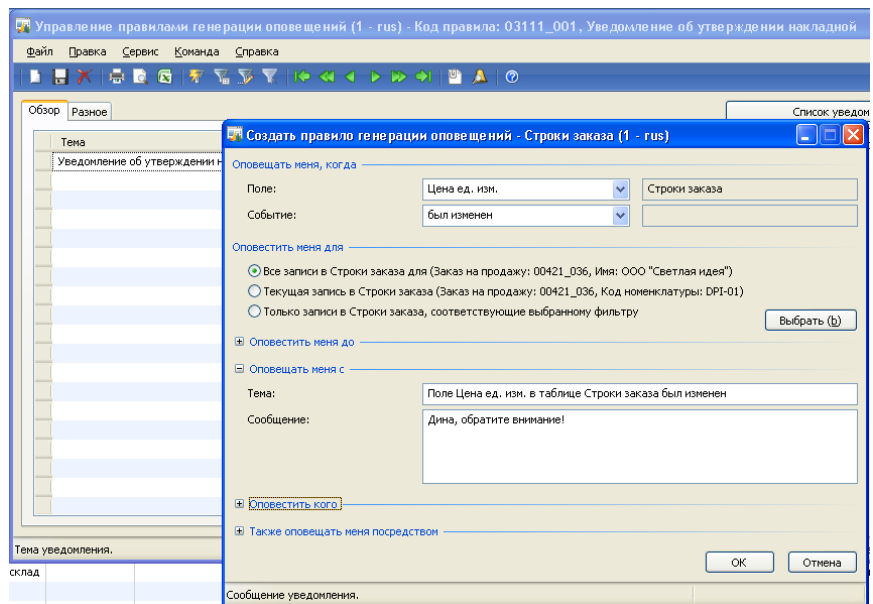 Управление правилами генерации оповещений (1 - rus) - Код правила: 03111_001, Уведомление об утверждении накладной
Файл Правка Сервис Команда Справка
Обзор Разное
Список уведом
Тема
Уведомление об утверждении н
Создать правило генерации оповещений - Строки заказа (1 - rus)
Оповещать меня, когда
Поле: Цена ед. изм. Строки заказа
Событие: был изменен
Оповестить меня для
Все записи в Строки заказа для (Заказ на продажу: 00421_036, Имя: ООО "Светлая идея")
Текущая запись в Строки заказа (Заказ на продажу: 00421_036, Код номенклатуры: DPI-01)
Только записи в Строки заказа, соответствующие выбранному фильтру
Выбрать (b)
Оповестить меня до
Оповещать меня с
Тема: Поле Цена ед. изм. в таблице Строки заказа был изменен
Сообщение: Дина, обратите внимание!
Оповестить кого
Также оповещать меня посредством
Тема уведомления.
OK Отмена
склад
Сообщение уведомления.